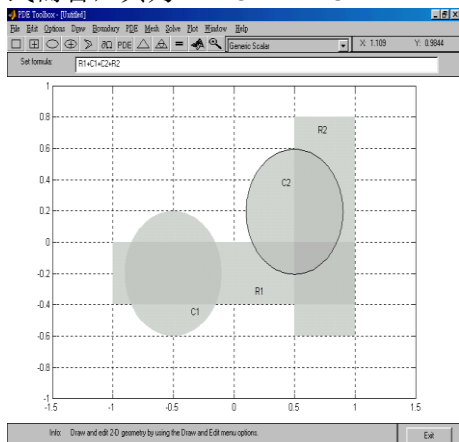 PDE Toolbox - [Untitled]
File Edit Options Draw Boundary PDE Mesh Solve Plot Window Help
∂Ω PDE = Generic Scalar X: 1.109 Y: 0.9844
Set formula: R1+C1+C2+R2
1
0.8
0.6
0.4
0.2
0
-0.2
-0.4
-0.6
-0.8
-1
R2
C2
R1
C1
-1.5 -1 -0.5 0 0.5 1 1.5
Info: Draw and edit 2-D geometry by using the Draw and Edit menu options. Exit